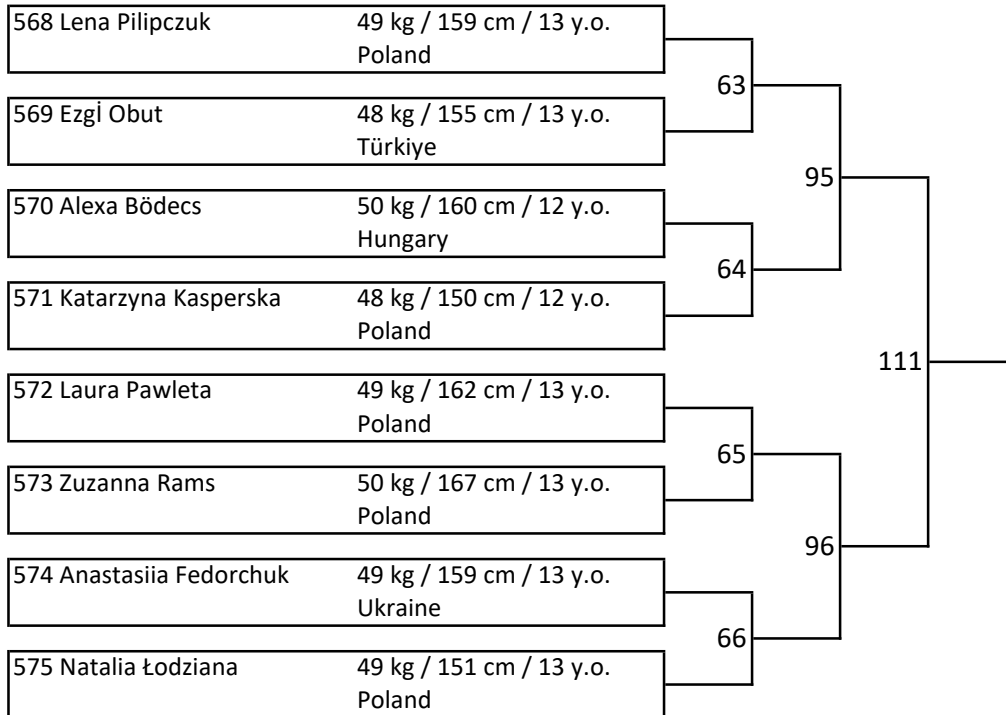 568 Lena Pilipczuk 49 kg / 159 cm / 13 y.o.
Poland
63
569 Ezgİ Obut 48 kg / 155 cm / 13 y.o.
Türkiye
95
570 Alexa Bödecs 50 kg / 160 cm / 12 y.o.
Hungary
64
571 Katarzyna Kasperska 48 kg / 150 cm / 12 y.o.
Poland
111
572 Laura Pawleta 49 kg / 162 cm / 13 y.o.
Poland
65
573 Zuzanna Rams 50 kg / 167 cm / 13 y.o.
Poland
96
574 Anastasiia Fedorchuk 49 kg / 159 cm / 13 y.o.
Ukraine
66
575 Natalia Łodziana 49 kg / 151 cm / 13 y.o.
Poland